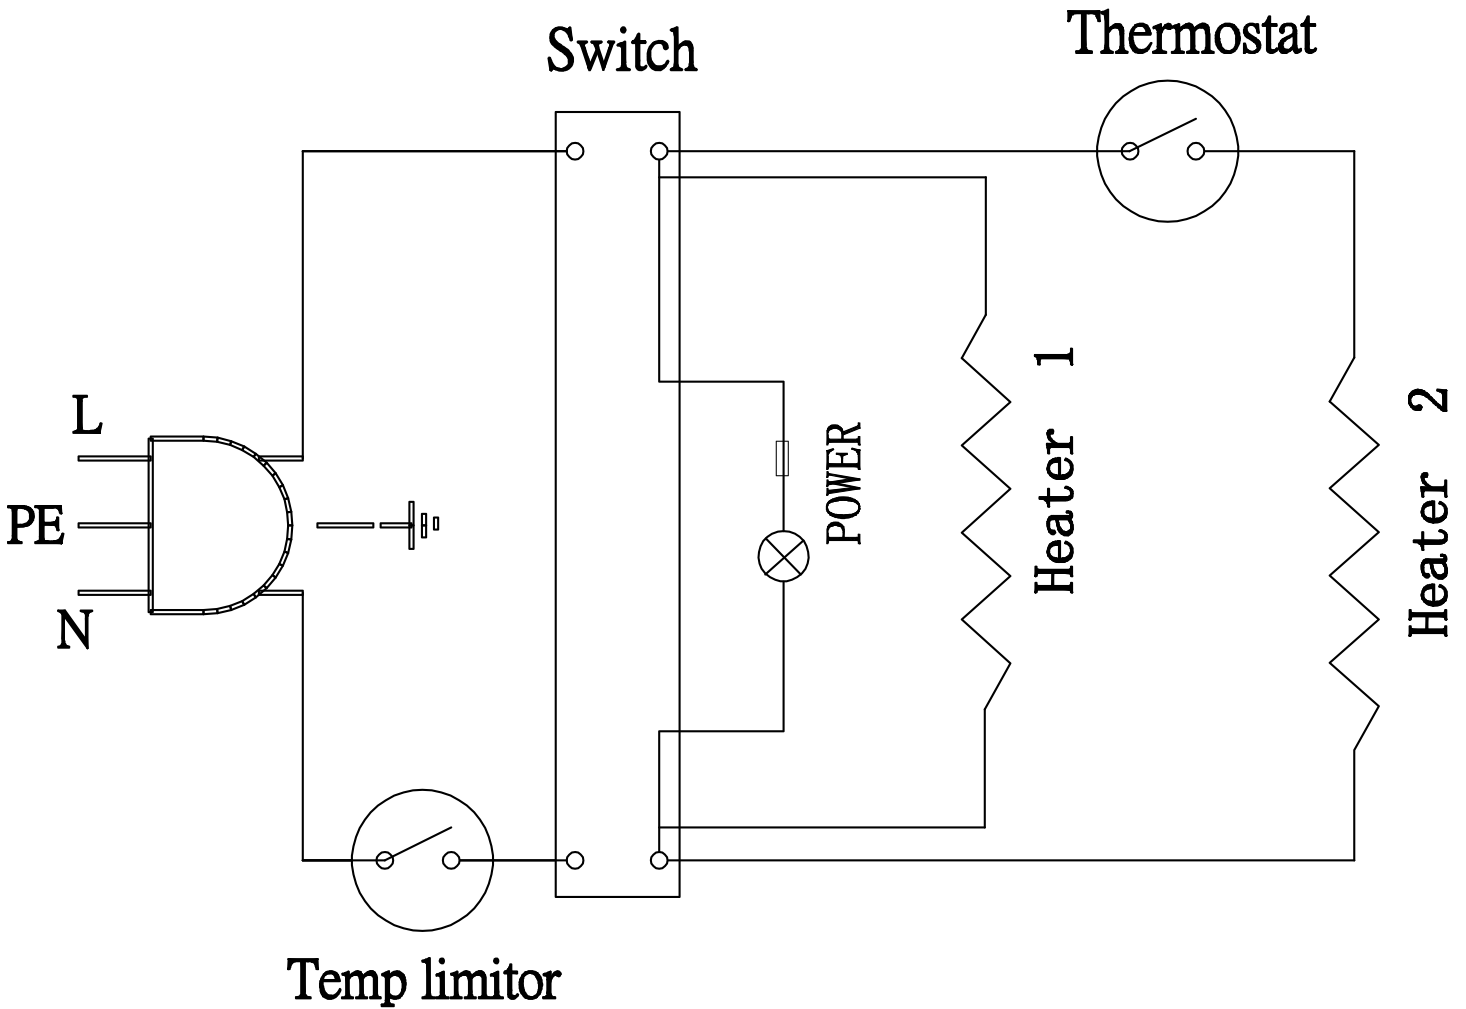 Switch
Thermostat
L
PE
N
POWER
Heater 1
Heater 2
Temp limitor